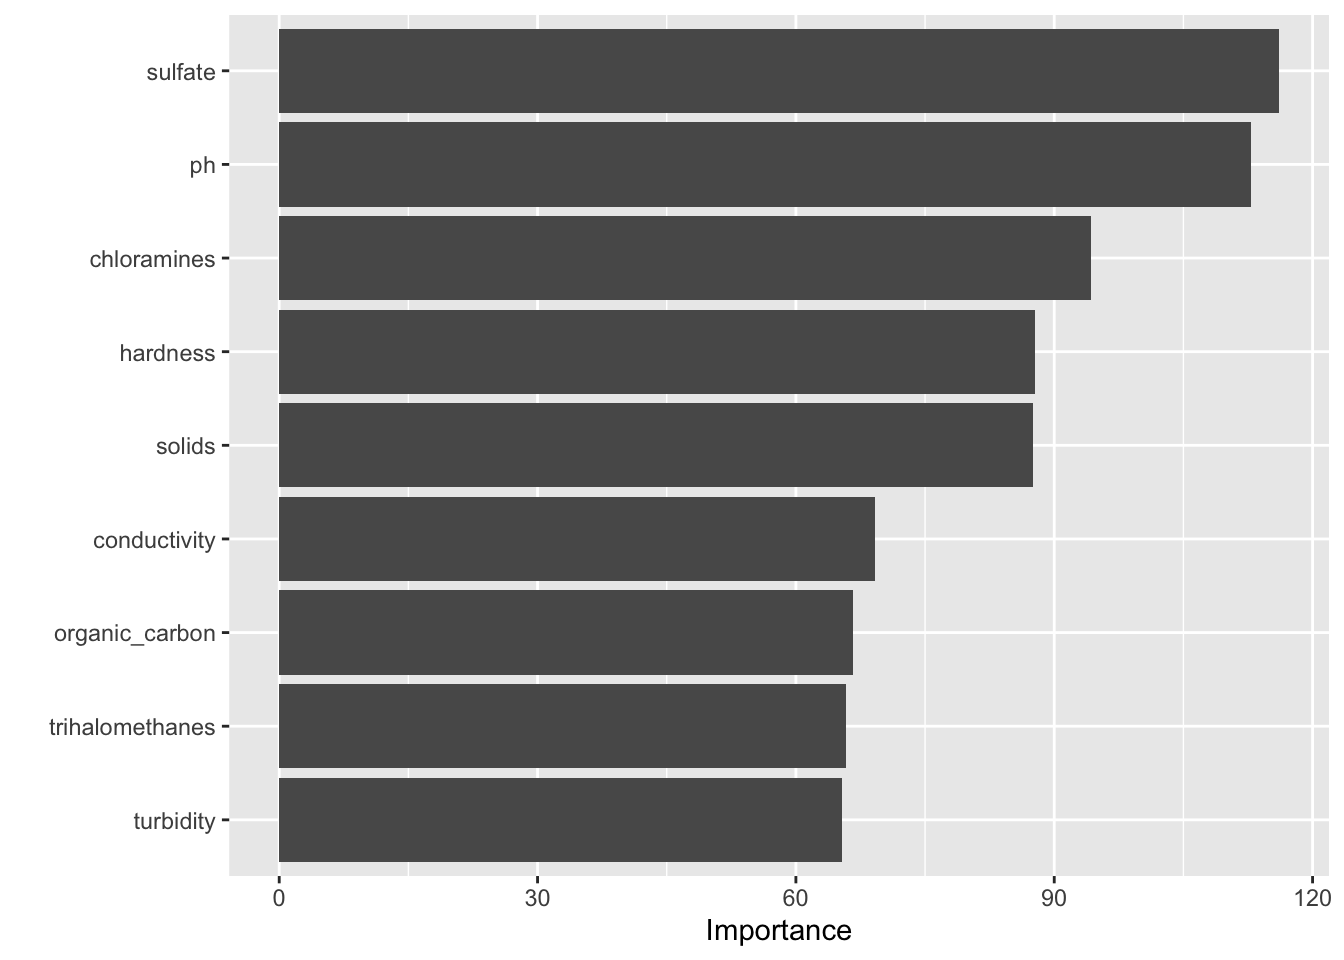 sulfate
ph
chloramines
hardness
solids
conductivity
organic_carbon
trihalomethanes
turbidity
0 30 60 90 120
Importance